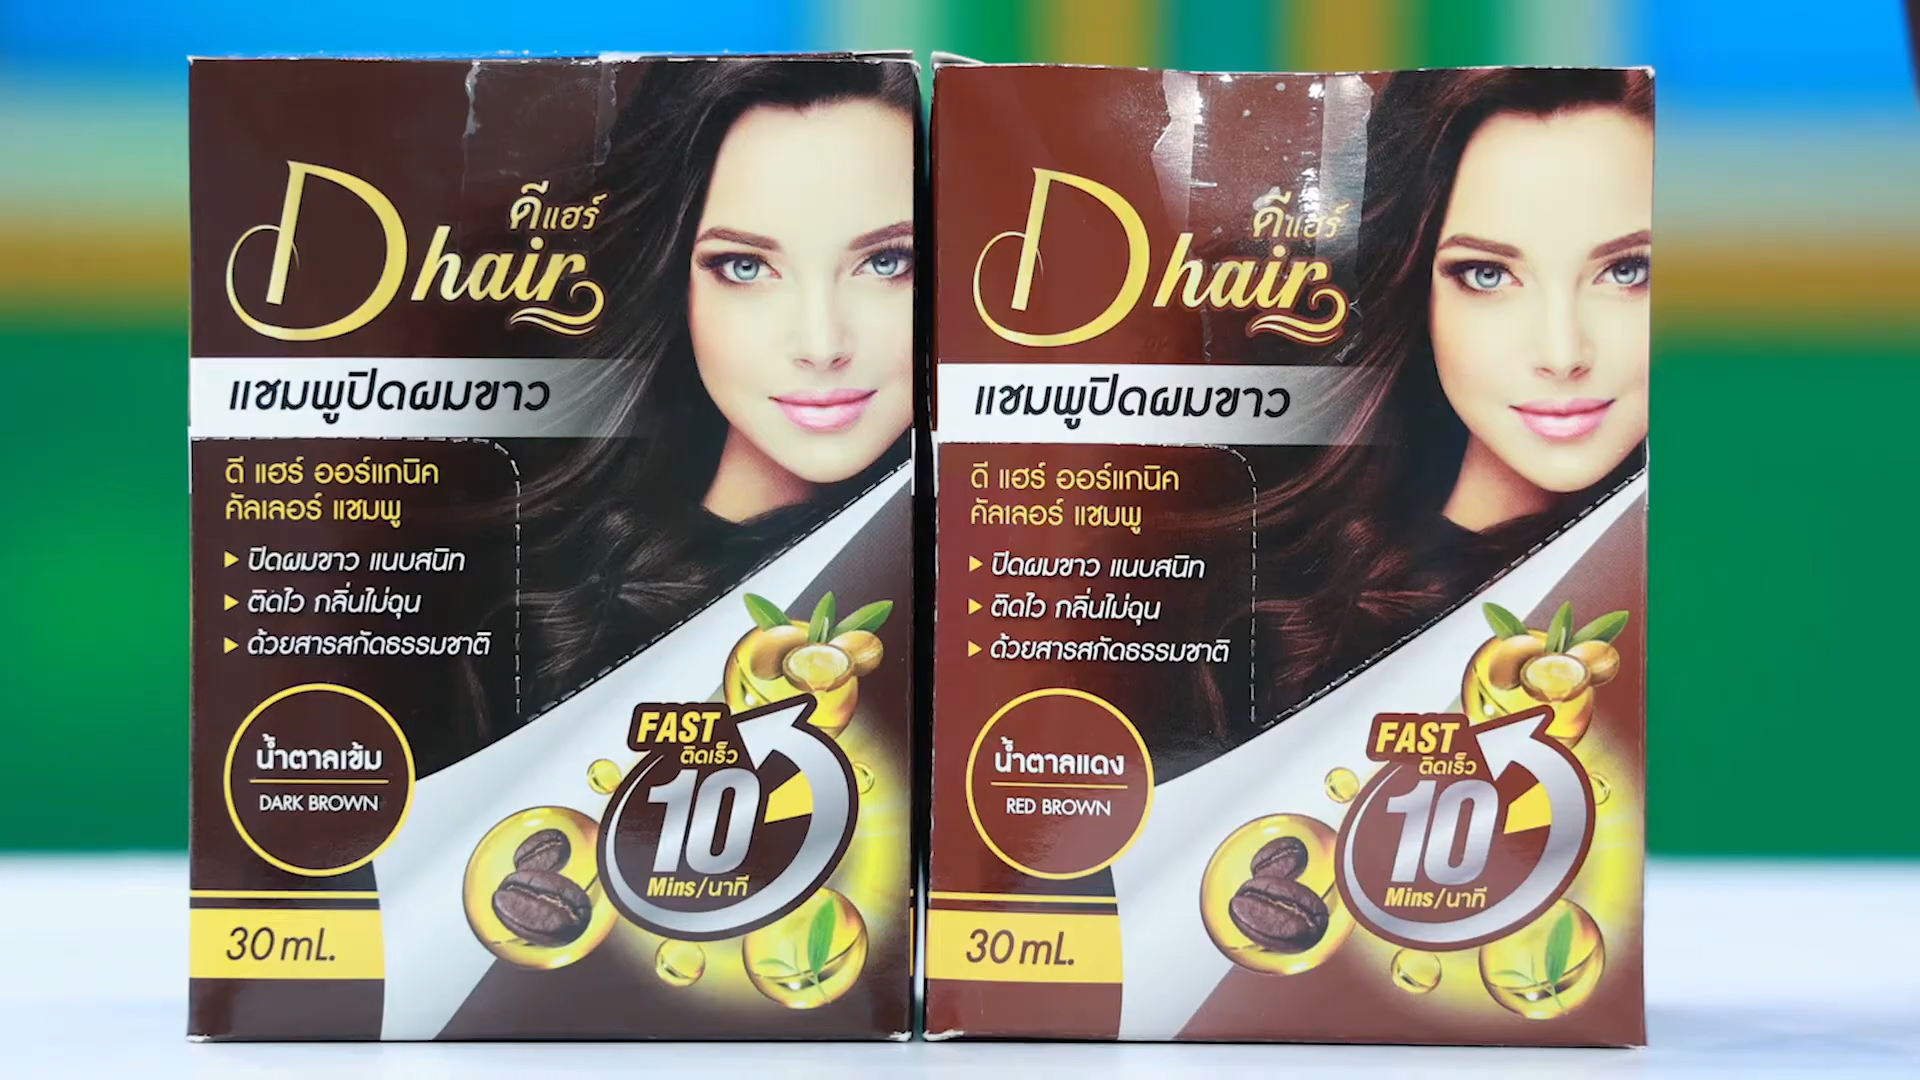 ดีแฮร์
Dhair
แชมพูปิดผมขาว
ดี แฮร์ ออร์แกนิค
คัลเลอร์ แชมพู
ปิดผมขาว แนบสนิท
ติดไว กลิ่นไม่ฉุน
ด้วยสารสกัดธรรมชาติ
น้ำตาลเข้ม
DARK BROWN
FAST
ติดเร็ว
10
Mins/นาที
30 mL.
ดีแฮร์
Dhair
แชมพูปิดผมขาว
ดี แฮร์ ออร์แกนิค
คัลเลอร์ แชมพู
ปิดผมขาว แนบสนิท
ติดไว กลิ่นไม่ฉุน
ด้วยสารสกัดธรรมชาติ
น้ำตาลแดง
RED BROWN
FAST
ติดเร็ว
10
Mins/นาที
30 mL.